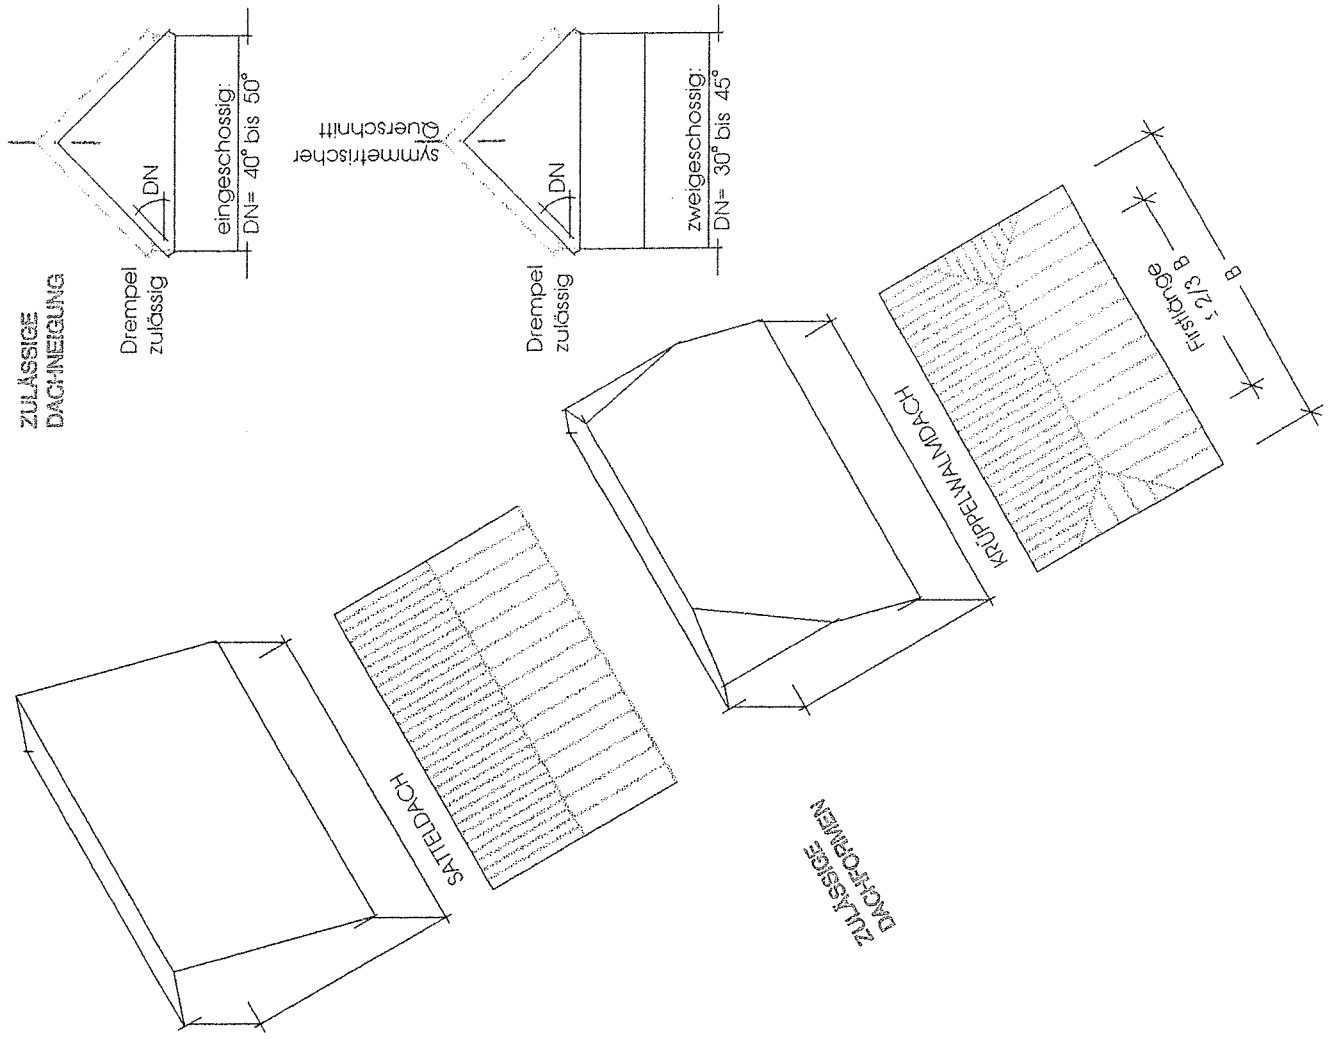 ZULÄSSIGE
DACHNEIGUNG
Drempel
zulässig
DN
eingeschossig:
DN= 40° bis 50°
symmetrischer
Querschnitt
Drempel
zulässig
DN
zweigeschossig:
DN= 30° bis 45°
SATTELDACH
KRÜPPELWALMDACH
Firstlänge
≥ 2/3 B
B
ZULÄSSIGE
DACHFORMEN